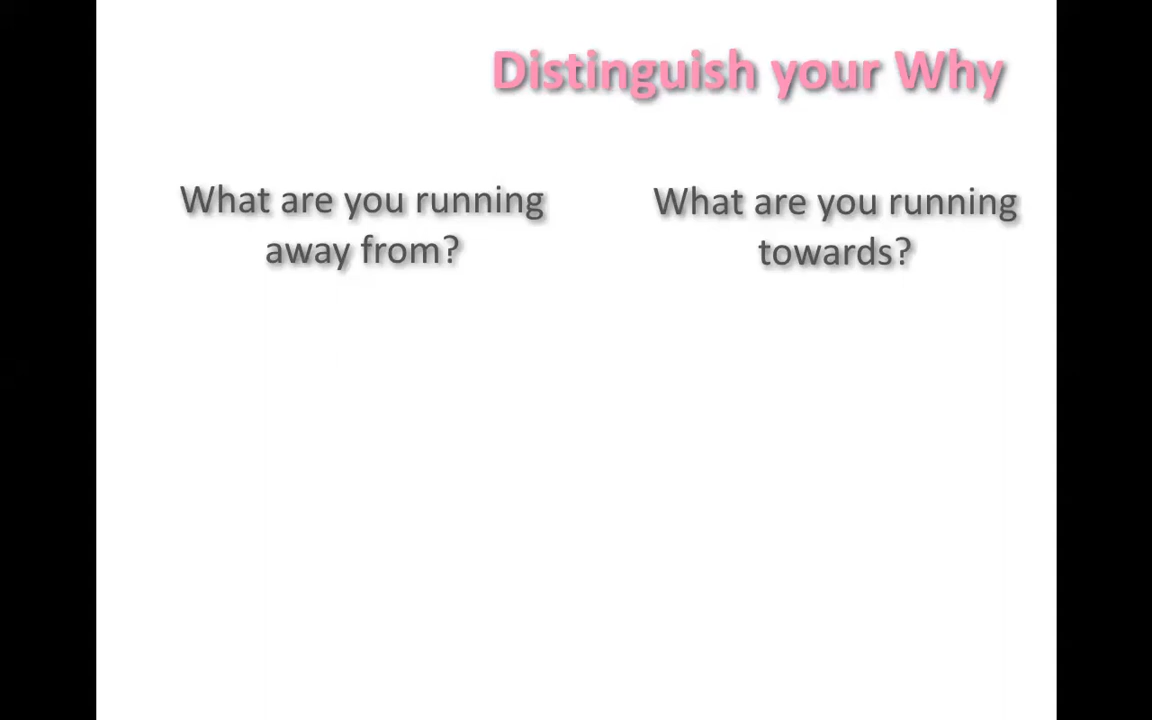 Distinguish your Why
What are you running
away from?
What are you running
towards?